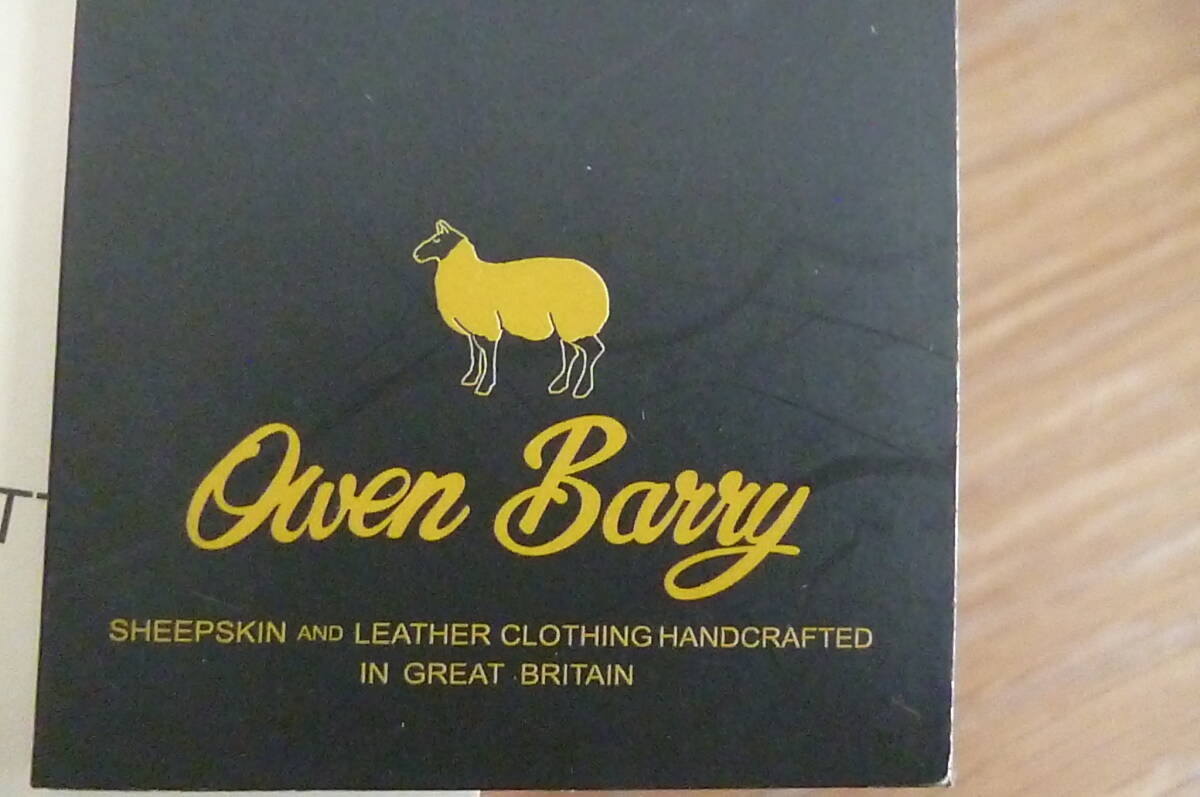 Owen Barry
SHEEPSKIN AND LEATHER CLOTHING HANDCRAFTED
IN GREAT BRITAIN